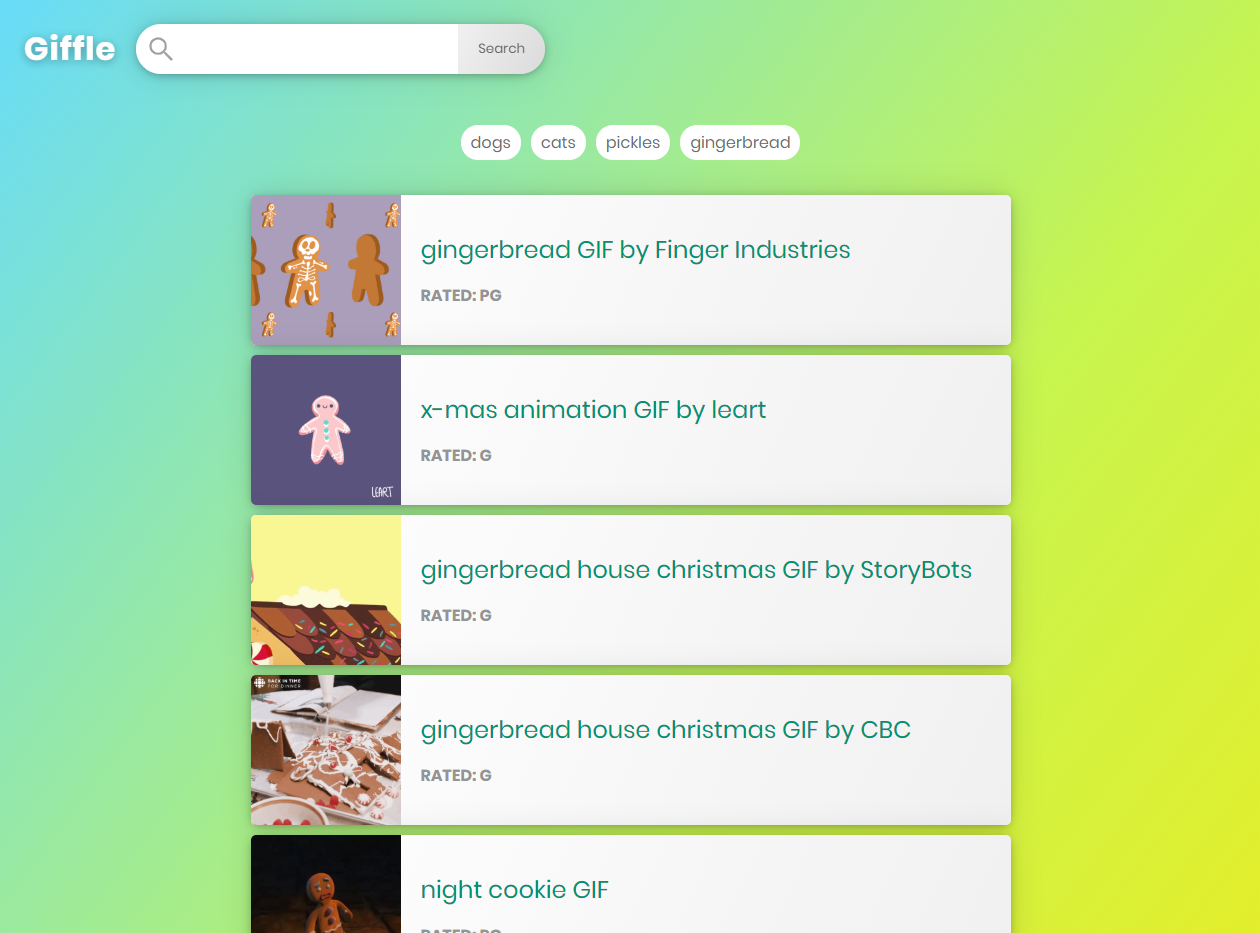 Giffle
Search
dogs cats pickles gingerbread
gingerbread GIF by Finger Industries
RATED: PG
x-mas animation GIF by leart
RATED: G
LEART
gingerbread house christmas GIF by StoryBots
RATED: G
BACK IN TIME
FOR DINNER
gingerbread house christmas GIF by CBC
RATED: G
night cookie GIF
RATED: PG